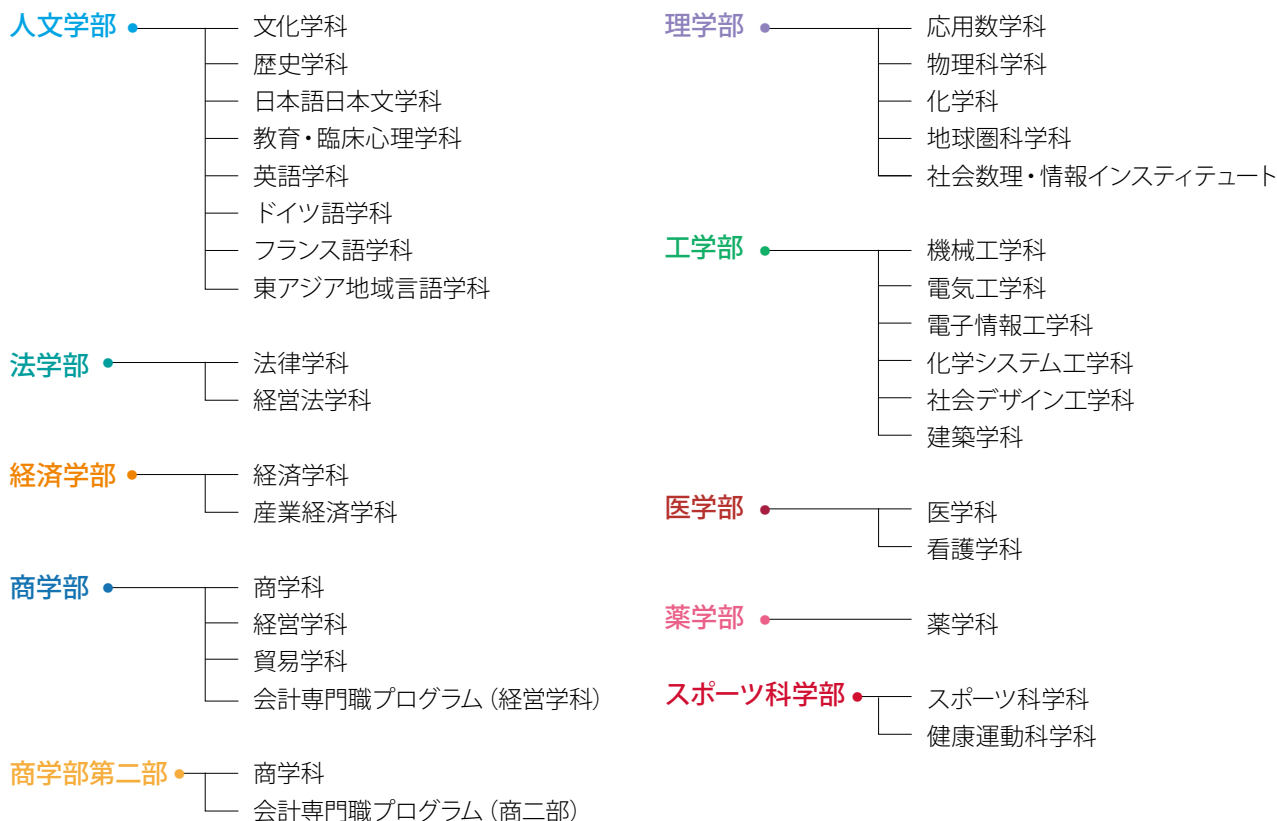 人文学部
文化学科
歴史学科
日本語日本文学科
教育・臨床心理学科
英語学科
ドイツ語学科
フランス語学科
東アジア地域言語学科
法学部
法律学科
経営法学科
経済学部
経済学科
産業経済学科
商学部
商学科
経営学科
貿易学科
会計専門職プログラム（経営学科）
商学部第二部
商学科
会計専門職プログラム（商二部）
理学部
応用数学科
物理科学科
化学科
地球圏科学科
社会数理・情報インスティテュート
工学部
機械工学科
電気工学科
電子情報工学科
化学システム工学科
社会デザイン工学科
建築学科
医学部
医学科
看護学科
薬学部
薬学科
スポーツ科学部
スポーツ科学科
健康運動科学科